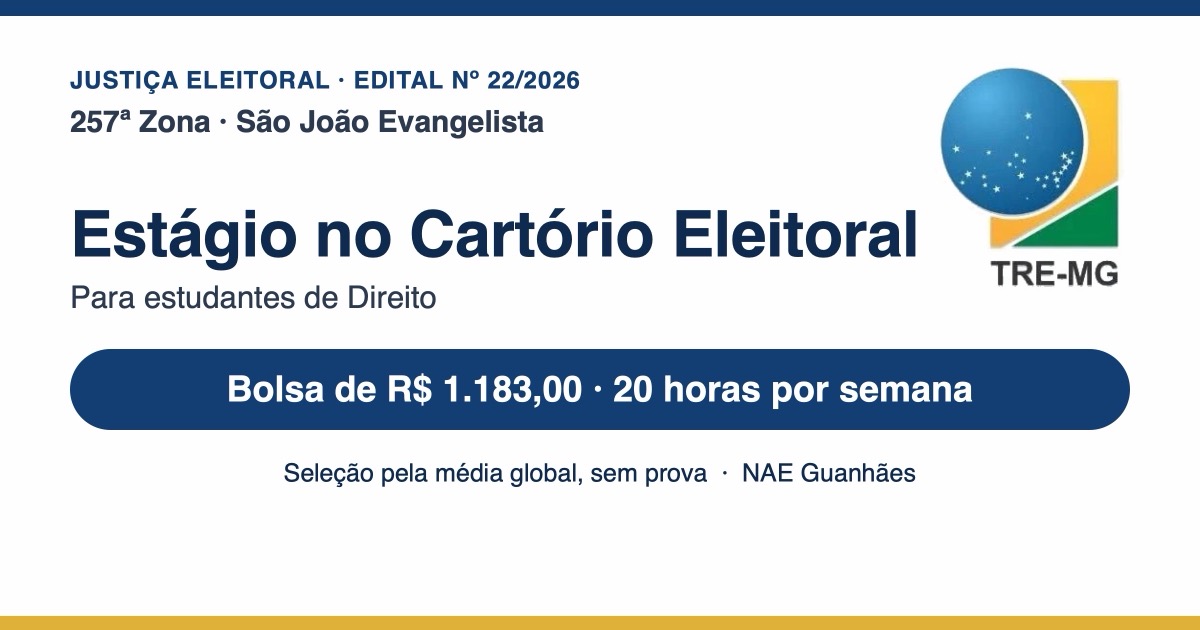 JUSTIÇA ELEITORAL · EDITAL Nº 22/2026
257ª Zona · São João Evangelista
Estágio no Cartório Eleitoral
Para estudantes de Direito
TRE-MG
Bolsa de R$ 1.183,00 · 20 horas por semana
Seleção pela média global, sem prova · NAE Guanhães